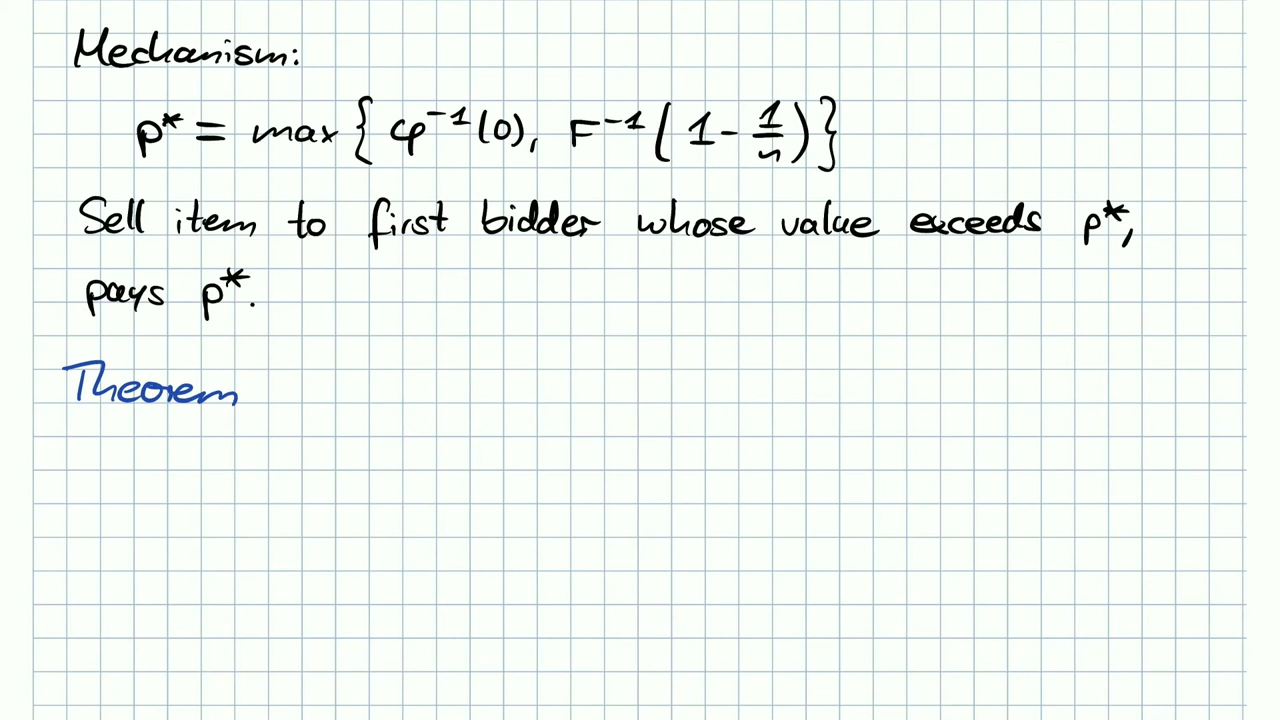 Mechanism:
p* = max{ φ⁻¹(0), F⁻¹(1 - 1/n)}
Sell item to first bidder whose value exceeds p*,
pays p*.
Theorem